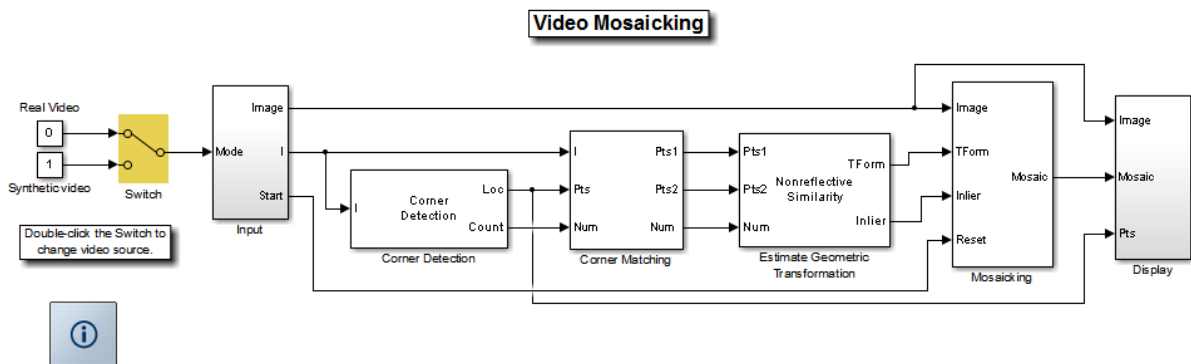 Video Mosaicking
Real Video
0
1
Synthetic video
Switch
Double-click the Switch to
change video source.
Mode
Image
I
Start
Input
I
Corner
Detection
Loc
Count
Corner Detection
I
Pts
Num
Pts1
Pts2
Num
Corner Matching
Pts1
Pts2
Num
Nonreflective
Similarity
TForm
Inlier
Estimate Geometric
Transformation
Image
TForm
Inlier
Reset
Mosaic
Mosaicking
Image
Mosaic
Pts
Display